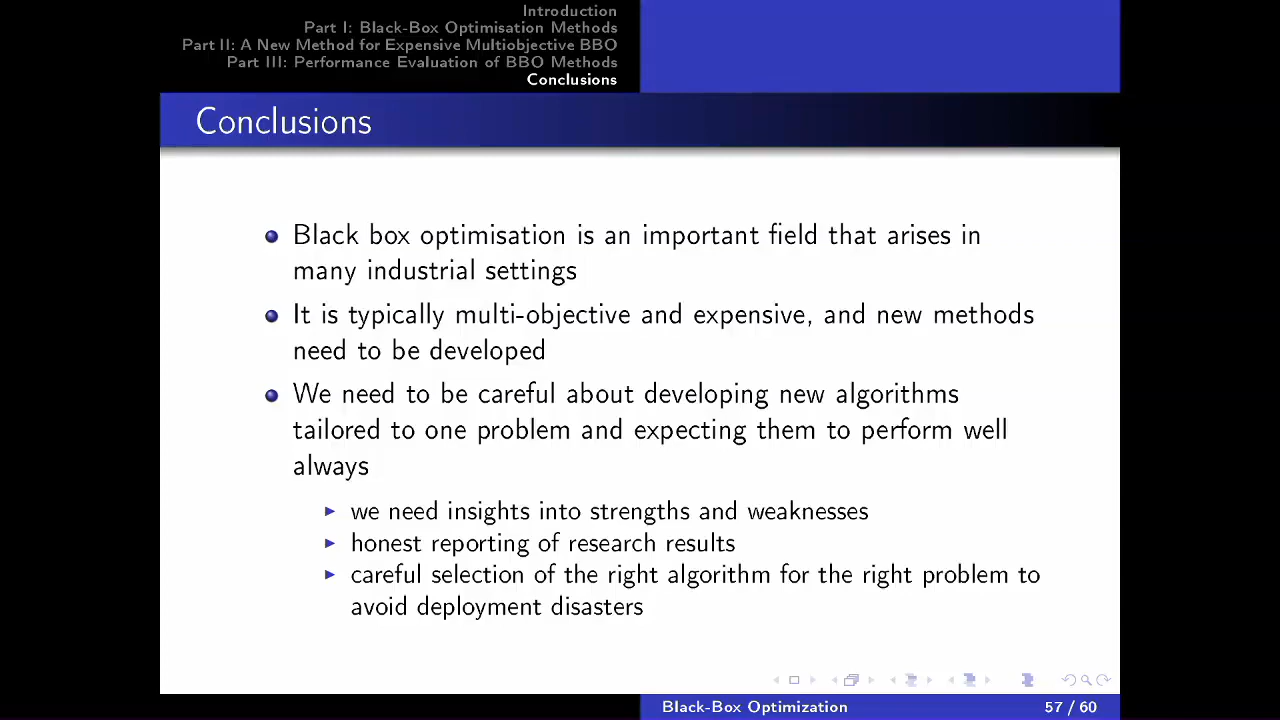 Introduction
Part I: Black-Box Optimisation Methods
Part II: A New Method for Expensive Multiobjective BBO
Part III: Performance Evaluation of BBO Methods
Conclusions
Conclusions
Black box optimisation is an important field that arises in
many industrial settings
It is typically multi-objective and expensive, and new methods
need to be developed
We need to be careful about developing new algorithms
tailored to one problem and expecting them to perform well
always
we need insights into strengths and weaknesses
honest reporting of research results
careful selection of the right algorithm for the right problem to
avoid deployment disasters
Black-Box Optimization
57 / 60